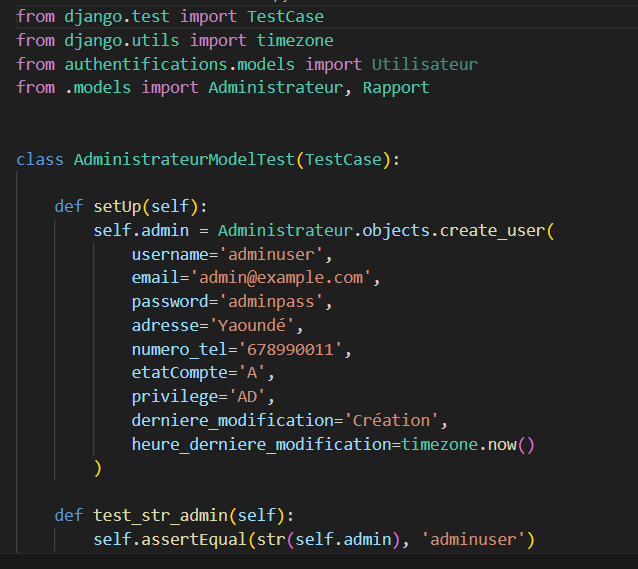 from django.test import TestCase
from django.utils import timezone
from authentifications.models import Utilisateur
from .models import Administrateur, Rapport
class AdministrateurModelTest(TestCase):
def setUp(self):
self.admin = Administrateur.objects.create_user(
username='adminuser',
email='admin@example.com',
password='adminpass',
adresse='Yaoundé',
numero_tel='678990011',
etatCompte='A',
privilege='AD',
derniere_modification='Création',
heure_derniere_modification=timezone.now()
)
def test_str_admin(self):
self.assertEqual(str(self.admin), 'adminuser')